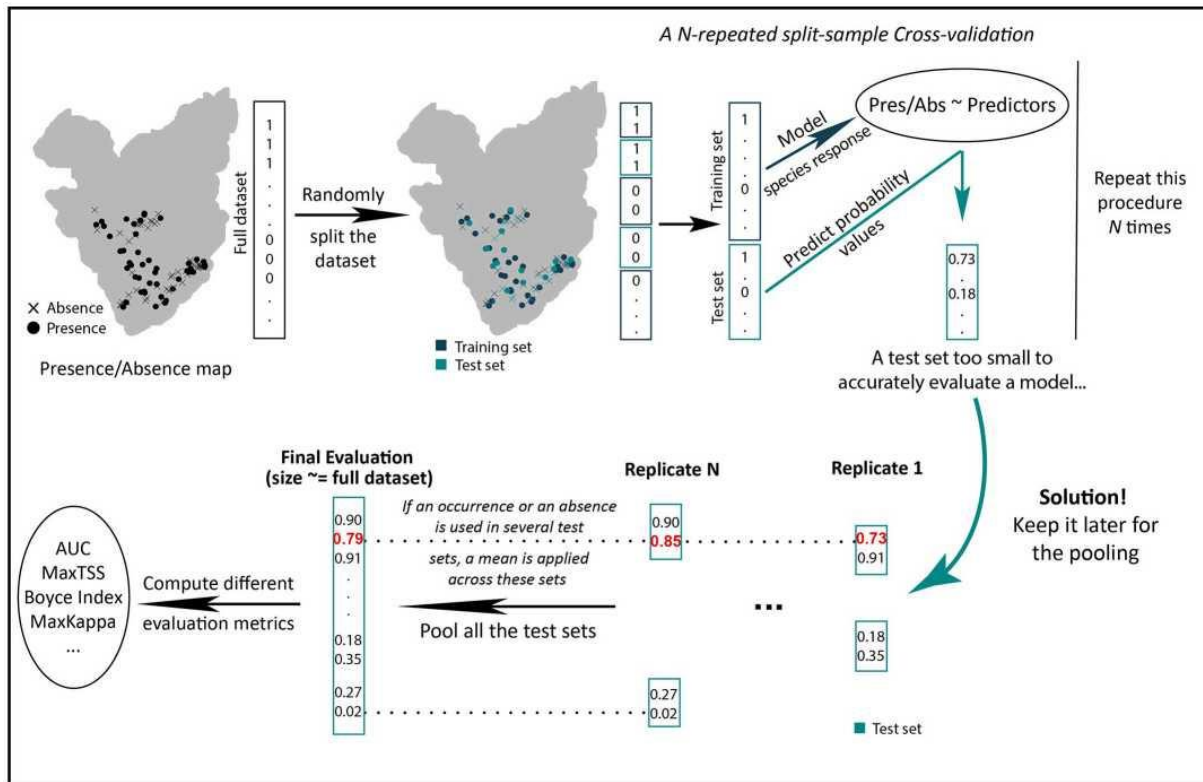 A N-repeated split-sample Cross-validation
1
1
1
.
.
.
0
0
0
.
.
Full dataset
× Absence
● Presence
Presence/Absence map
Randomly
split the
dataset
Training set
Test set
1
1
1
1
0
0
0
0
0
.
.
.
Training set
1
.
.
.
0
.
.
Test set
1
.
0
.
.
Model
species response
Pres/Abs ~ Predictors
Predict probability
values
0.73
.
0.18
.
.
Repeat this
procedure
N times
A test set too small to
accurately evaluate a model...
Solution!
Keep it later for
the pooling
Replicate 1
0.73
0.91
0.18
0.35
Test set
...
Replicate N
0.90
0.85
0.27
0.02
If an occurrence or an absence
is used in several test
sets, a mean is applied
across these sets
Pool all the test sets
Final Evaluation
(size ~= full dataset)
0.90
0.79
0.91
.
.
.
0.18
0.35
0.27
0.02
Compute different
evaluation metrics
AUC
MaxTSS
Boyce Index
MaxKappa
...